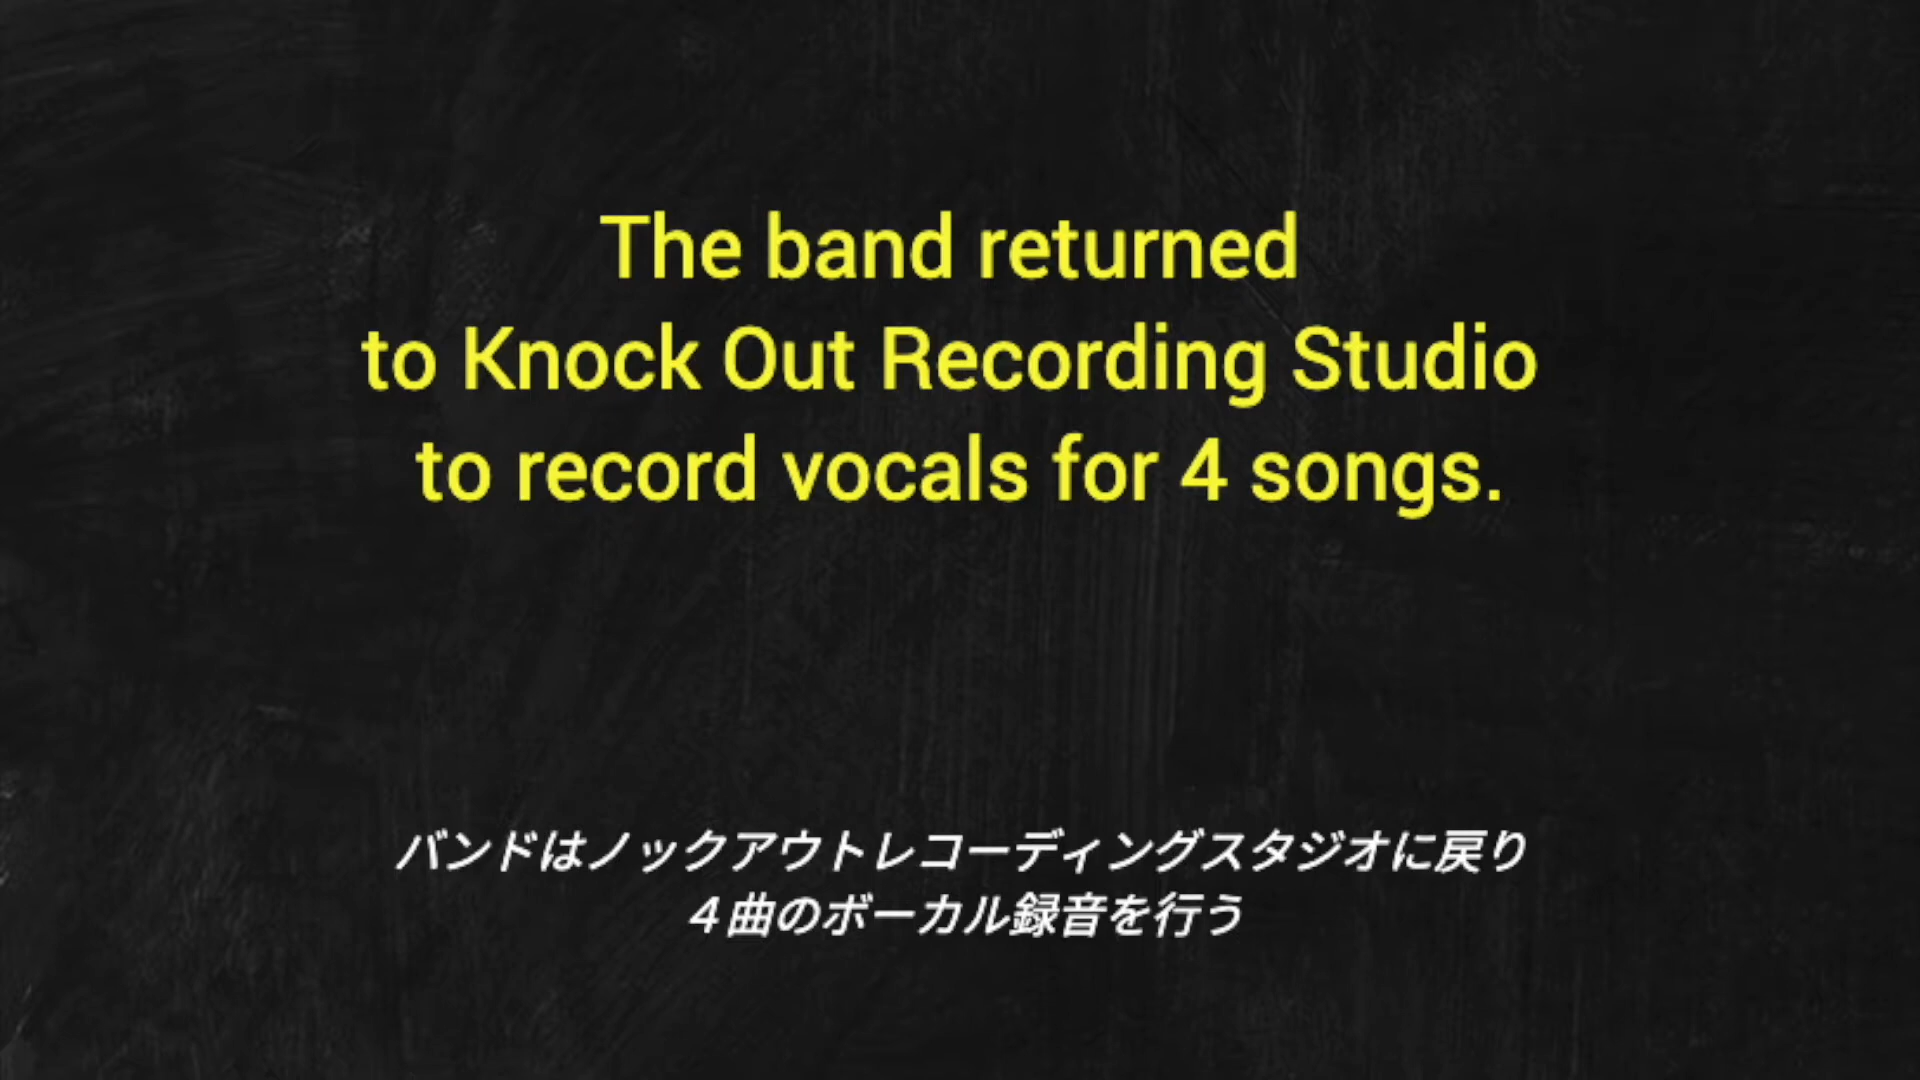 The band returned
to Knock Out Recording Studio
to record vocals for 4 songs.
バンドはノックアウトレコーディングスタジオに戻り
４曲のボーカル録音を行う